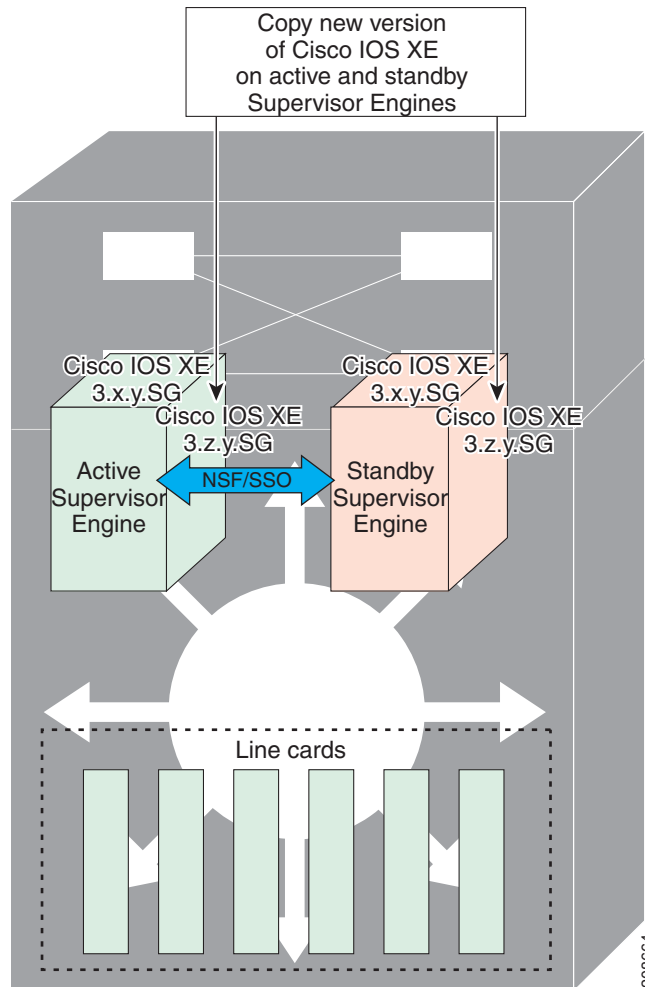 Copy new version
of Cisco IOS XE
on active and standby
Supervisor Engines
Cisco IOS XE
3.x.y.SG
Cisco IOS XE
3.z.y.SG
Cisco IOS XE
3.x.y.SG
Cisco IOS XE
3.z.y.SG
Active
Supervisor
Engine
NSF/SSO
Standby
Supervisor
Engine
Line cards